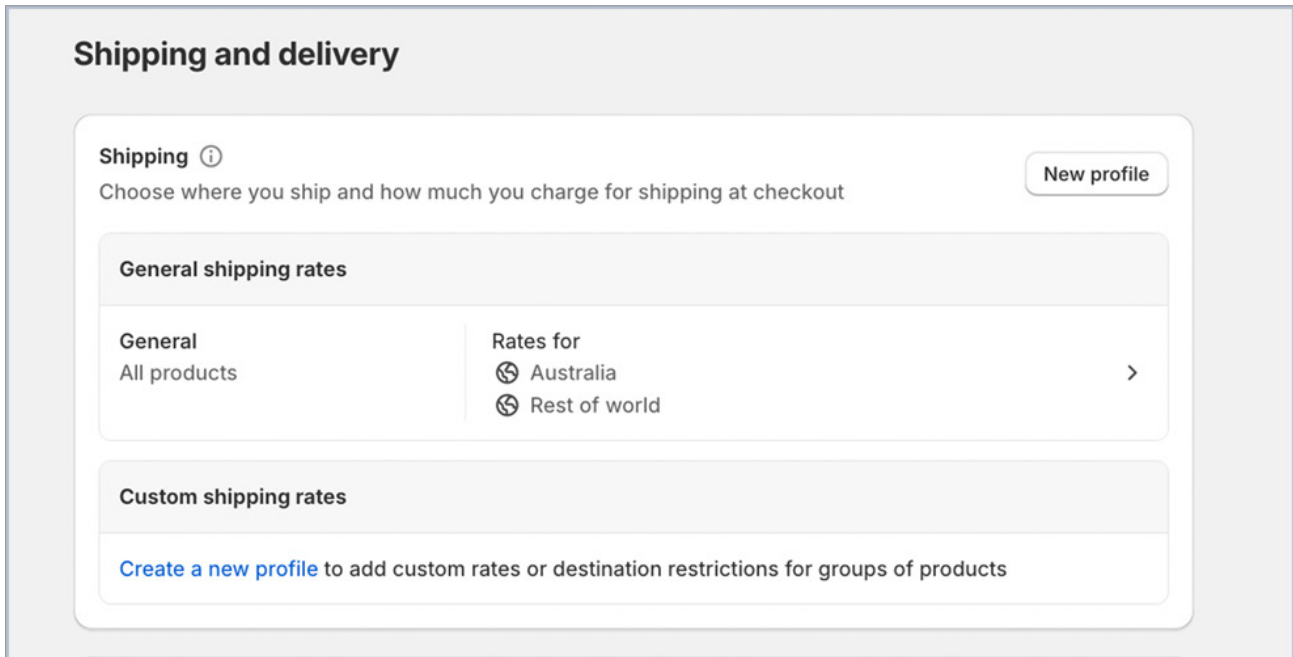 Shipping and delivery
Shipping
New profile
Choose where you ship and how much you charge for shipping at checkout
General shipping rates
General
All products
Rates for
Australia
Rest of world
Custom shipping rates
Create a new profile to add custom rates or destination restrictions for groups of products